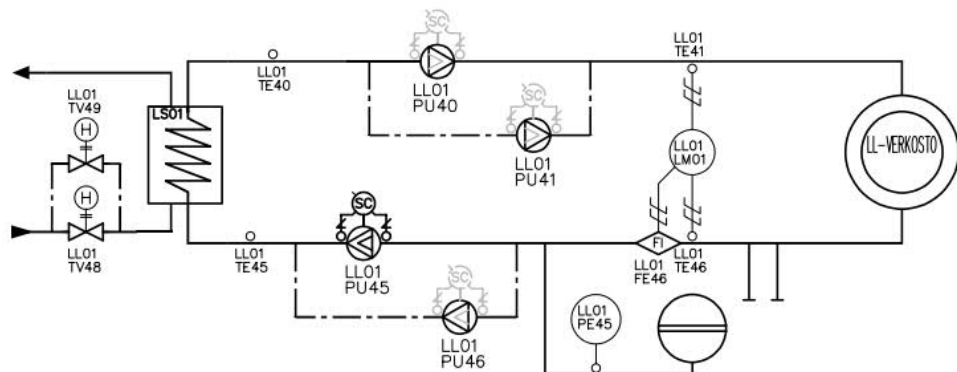 SC
LL01
TE41
LL01
TE40
LL01
PU40
SC
LL01
TV49
H
LS01
LL01
PU41
LL01
LM01
LL-VERKOSTO
H
LL01
TV48
SC
LL01
TE45
LL01
PU45
FI
LL01
FE46
LL01
TE46
SC
LL01
PU46
LL01
PE45